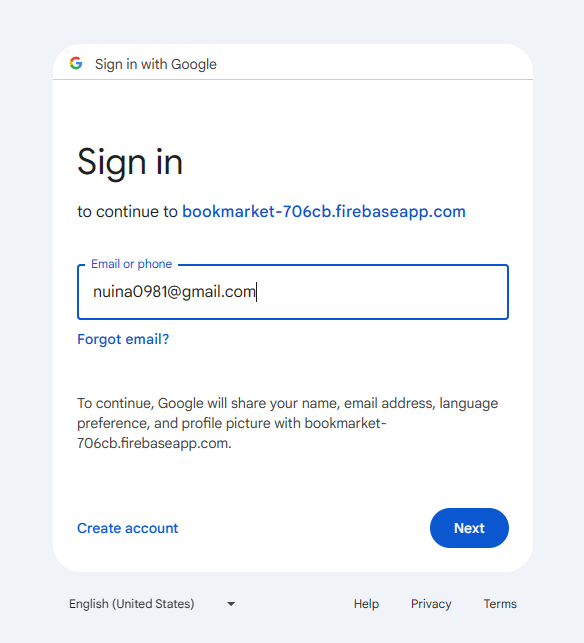 Sign in with Google
Sign in
to continue to bookmarket-706cb.firebaseapp.com
Email or phone
nuina0981@gmail.com
Forgot email?
To continue, Google will share your name, email address, language
preference, and profile picture with bookmarket-
706cb.firebaseapp.com.
Create account
Next
English (United States)
Help
Privacy
Terms